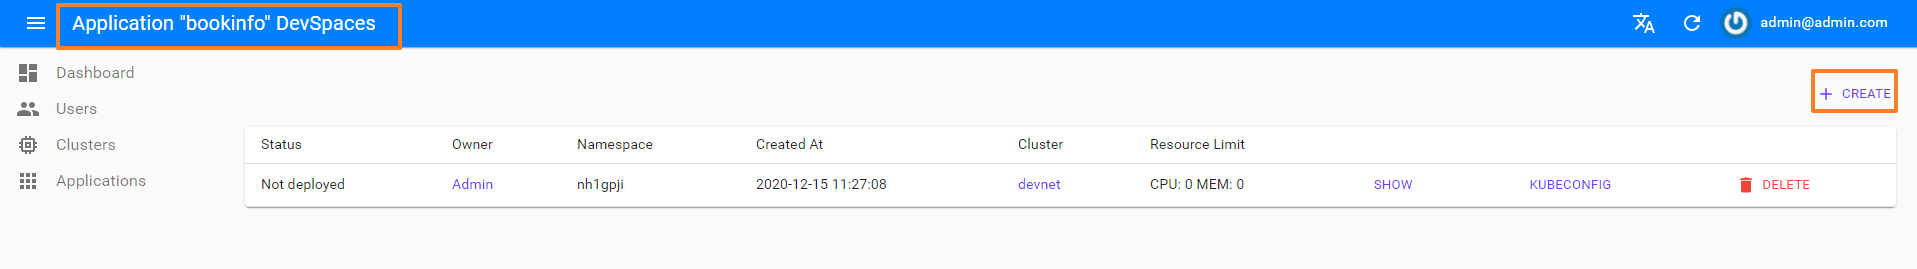 Application "bookinfo" DevSpaces
admin@admin.com
Dashboard
Users
Clusters
Applications
CREATE
Status Owner Namespace Created At Cluster Resource Limit
Not deployed Admin nh1gpji 2020-12-15 11:27:08 devnet CPU: 0 MEM: 0 SHOW KUBECONFIG DELETE